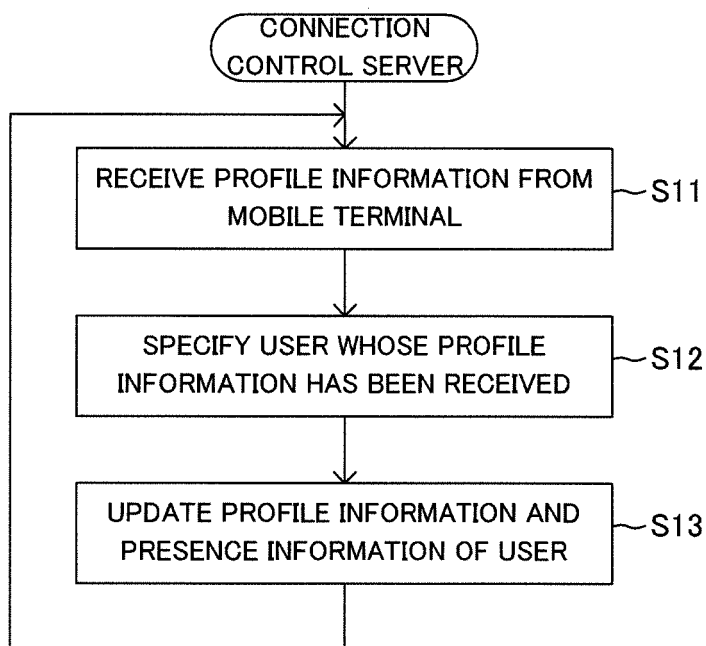 CONNECTION
CONTROL SERVER
RECEIVE PROFILE INFORMATION FROM
MOBILE TERMINAL
S11
SPECIFY USER WHOSE PROFILE
INFORMATION HAS BEEN RECEIVED
S12
UPDATE PROFILE INFORMATION AND
PRESENCE INFORMATION OF USER
S13